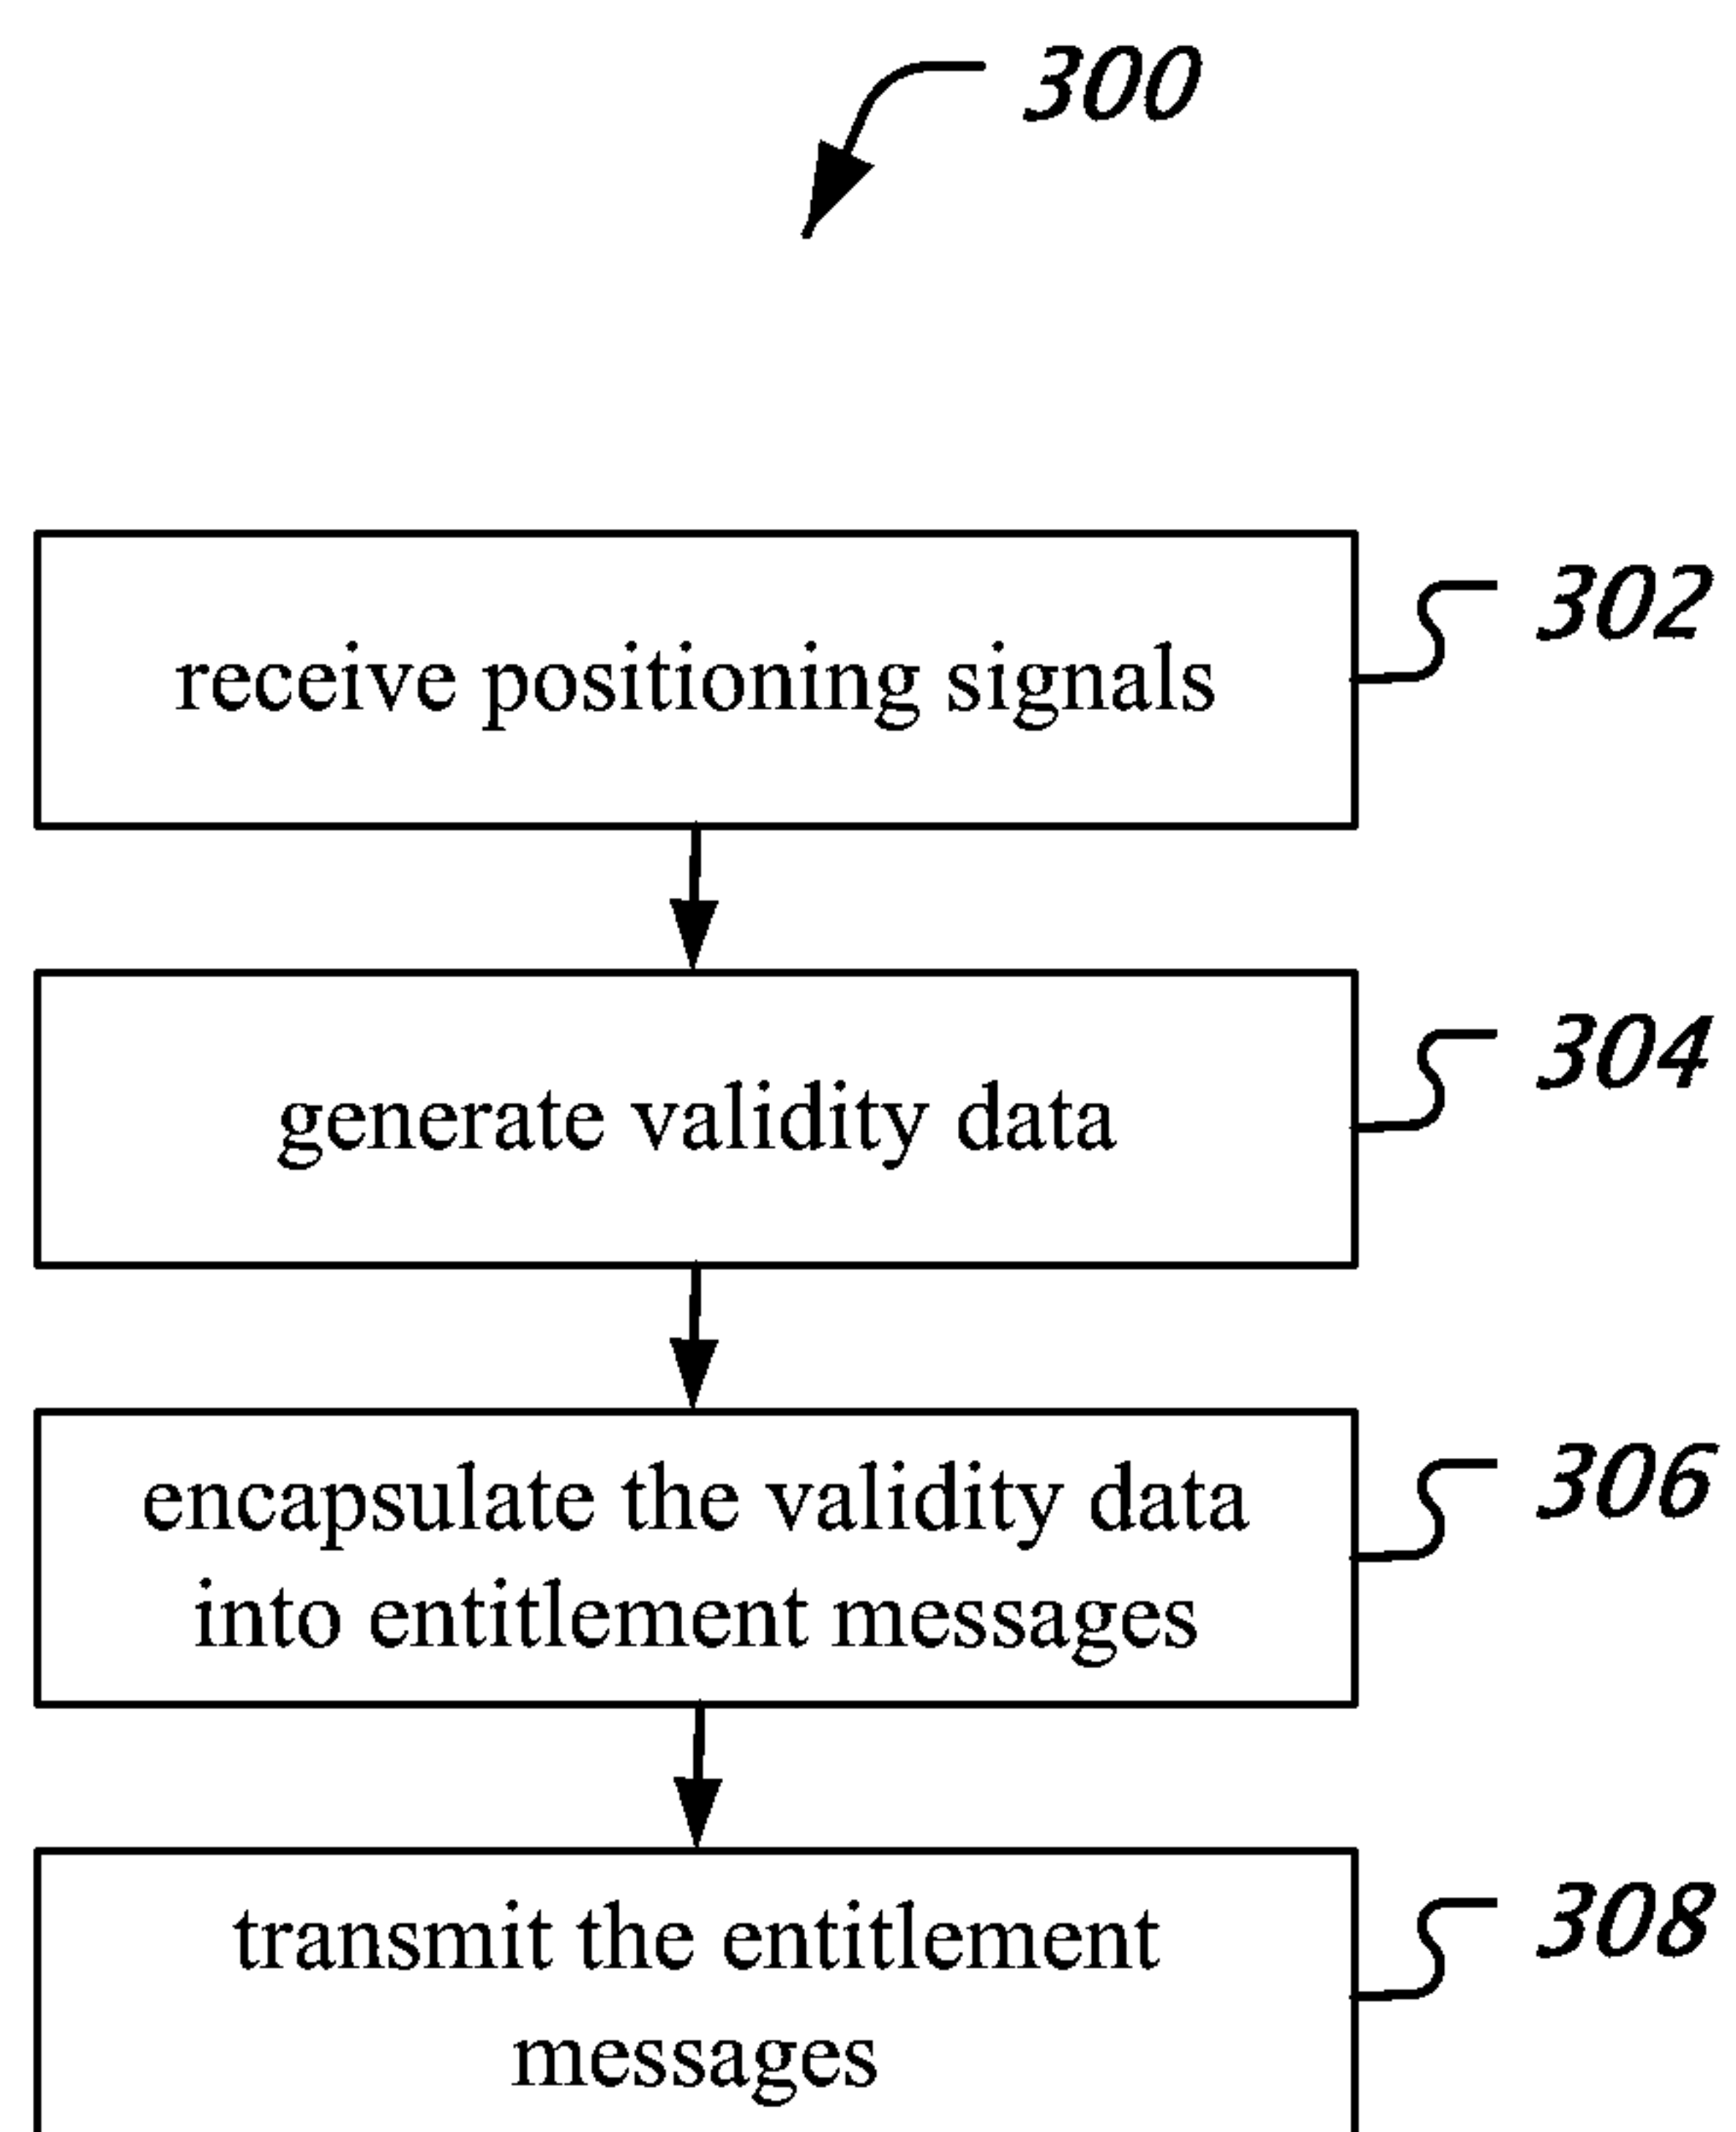 300
receive positioning signals
302
generate validity data
304
encapsulate the validity data
into entitlement messages
306
transmit the entitlement
messages
308